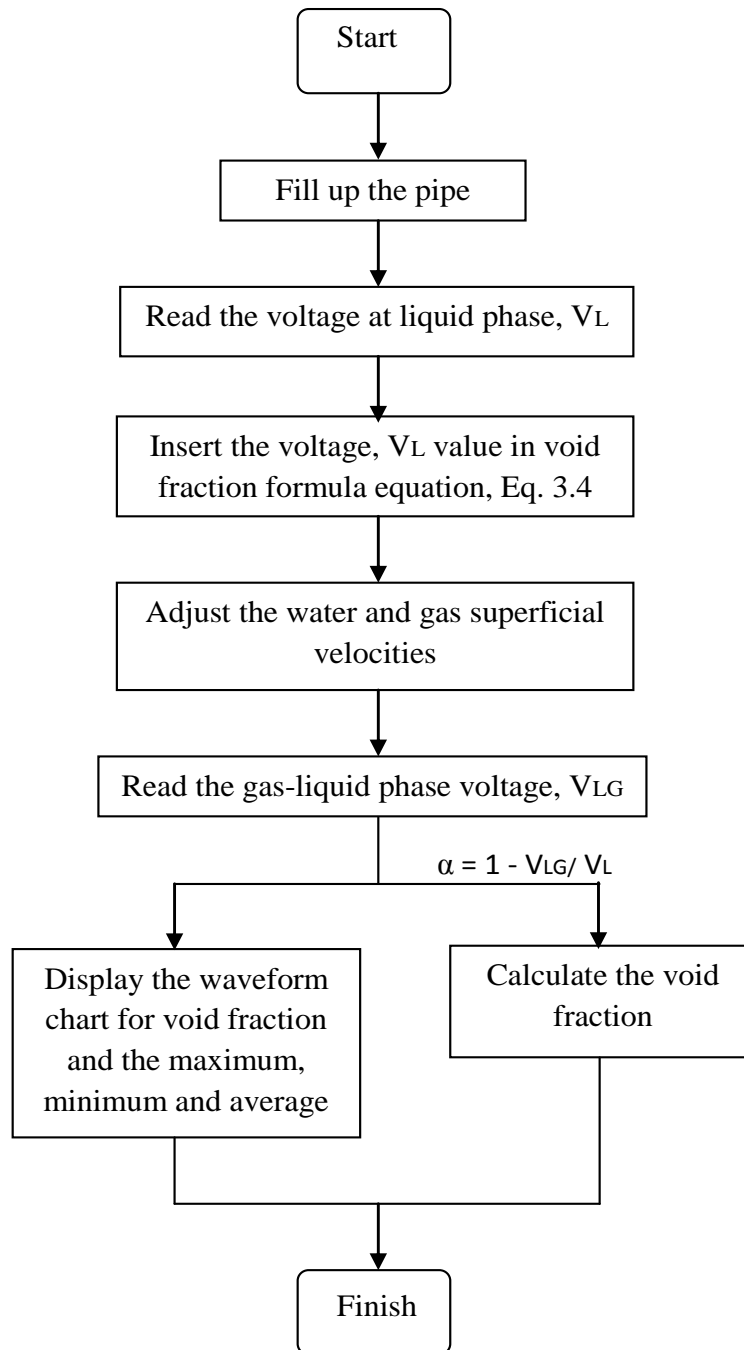 Start
Fill up the pipe
Read the voltage at liquid phase, VL
Insert the voltage, VL value in void
fraction formula equation, Eq. 3.4
Adjust the water and gas superficial
velocities
Read the gas-liquid phase voltage, VLG
α = 1 - VLG/ VL
Display the waveform
chart for void fraction
and the maximum,
minimum and average
Calculate the void
fraction
Finish